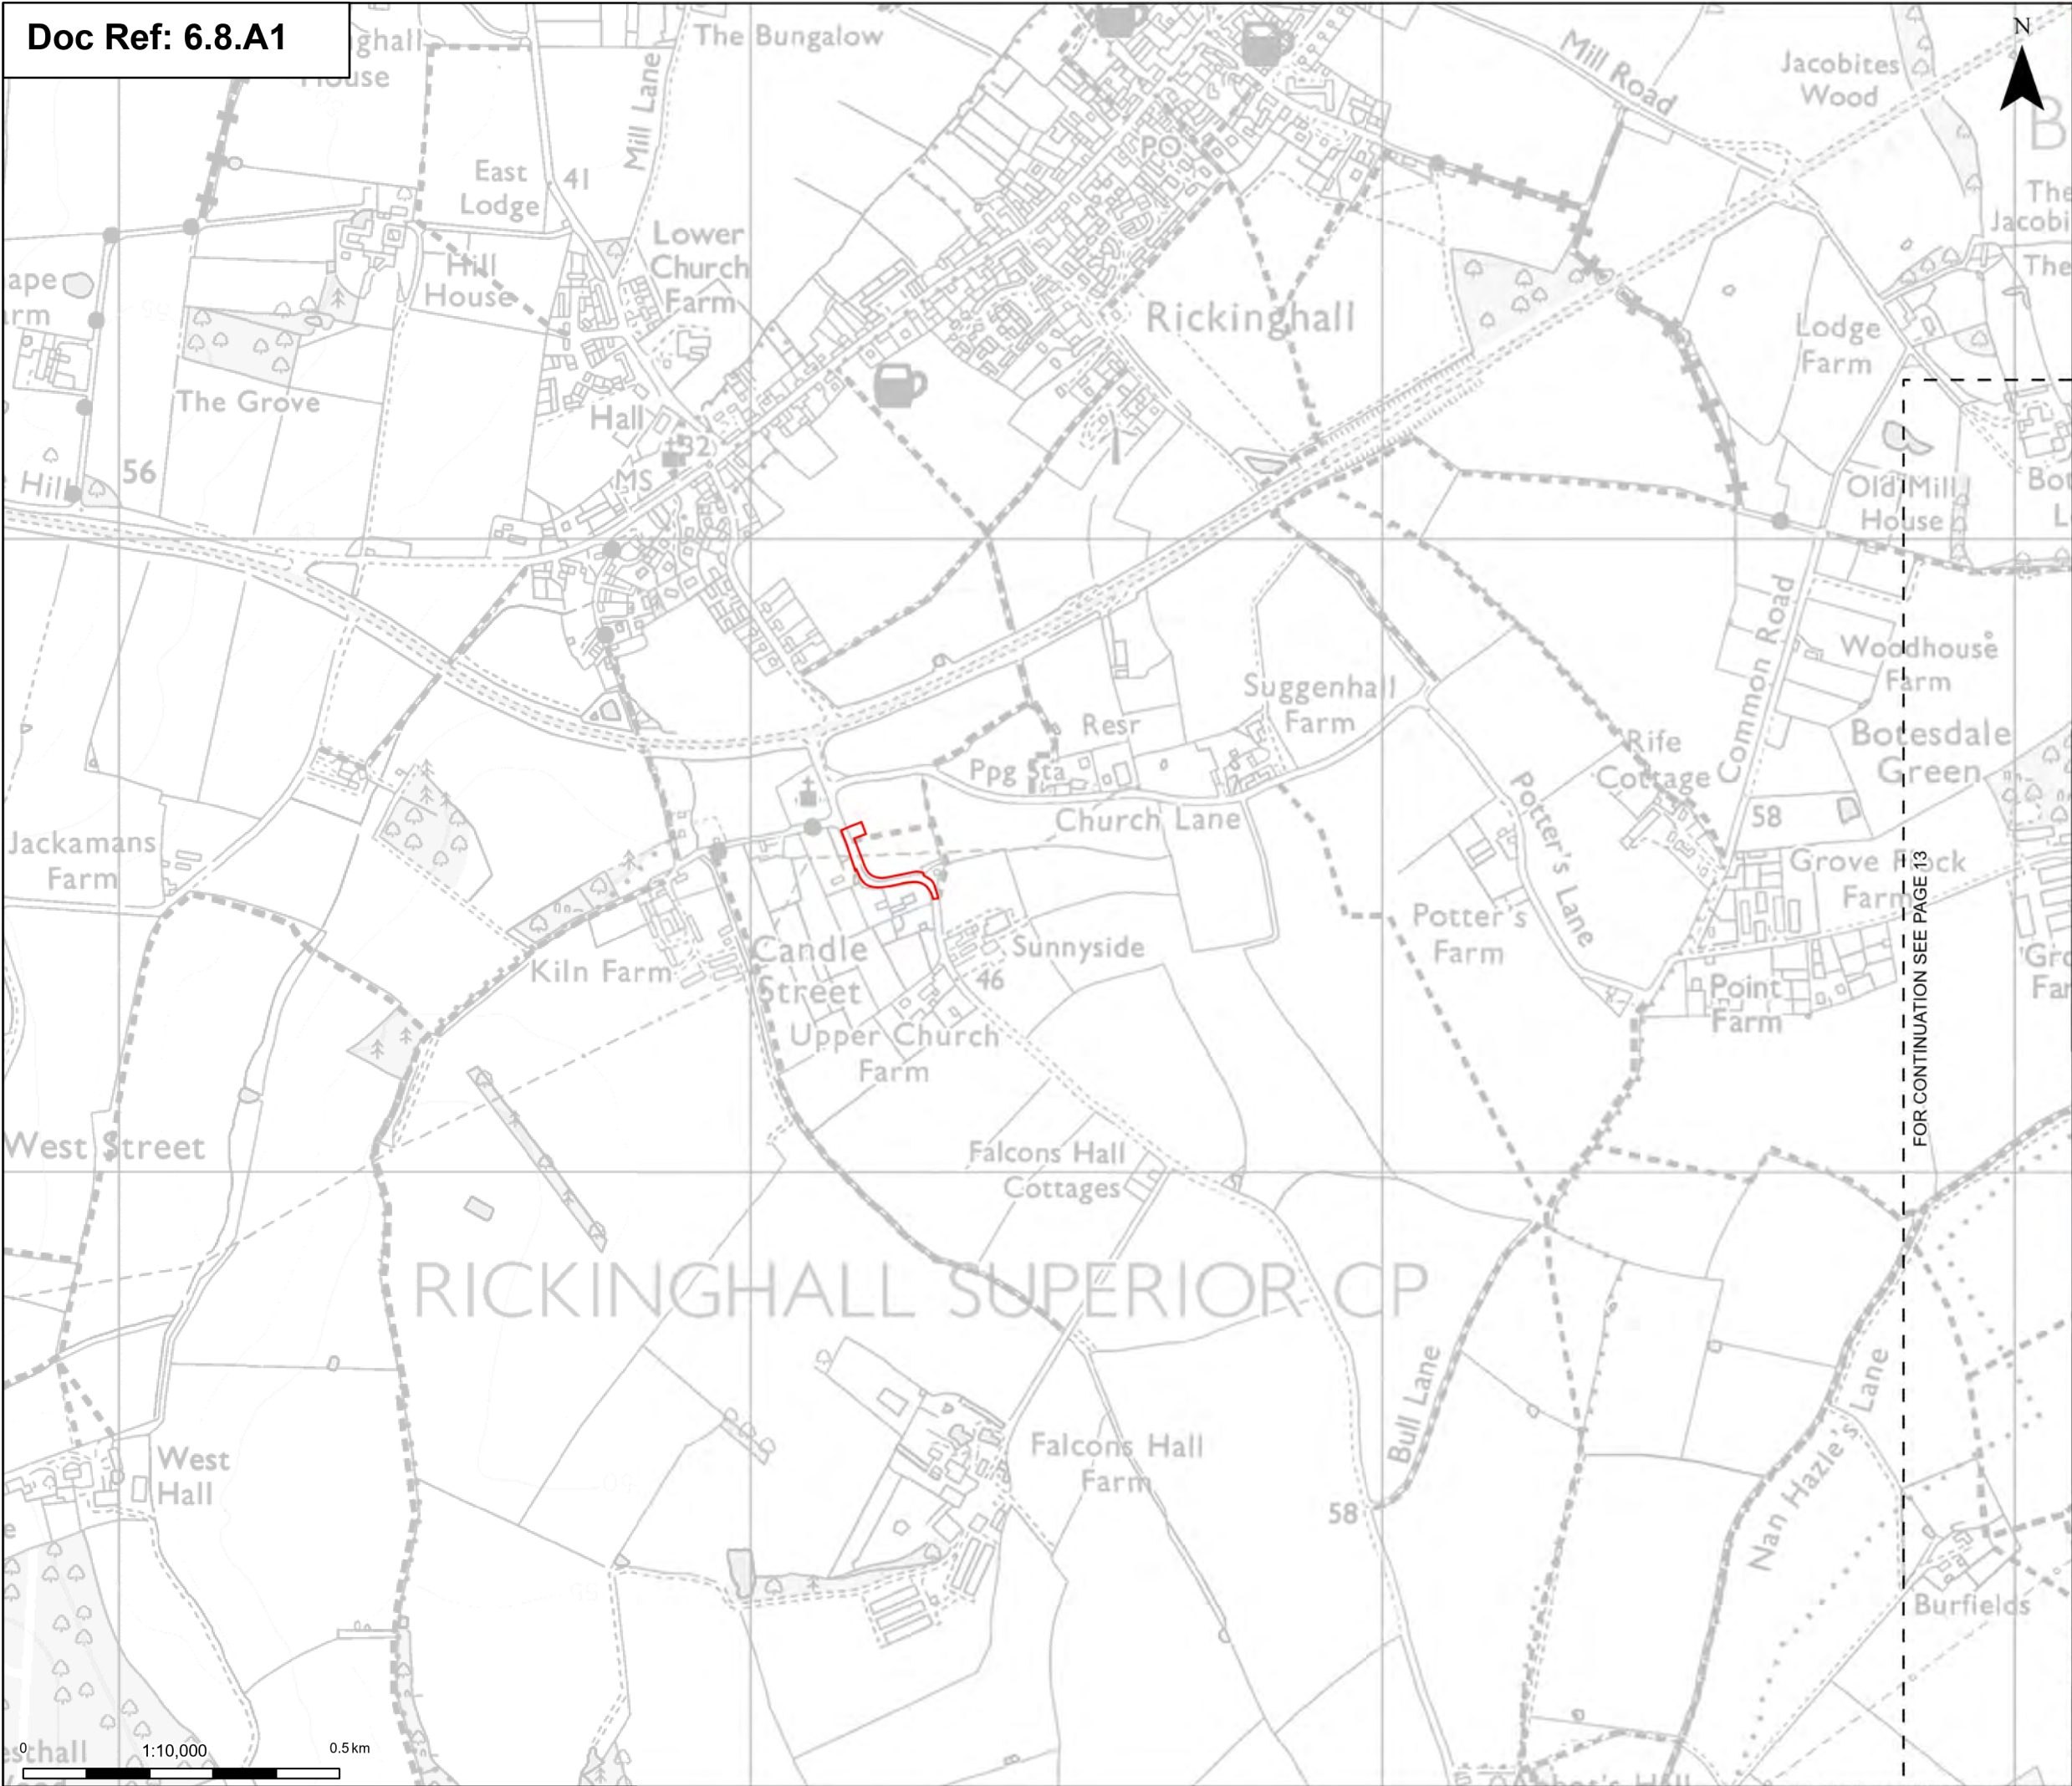 Doc Ref: 6.8.A1
House
The Bungalow
Mill Lane
Mill Road
Jacobites
Wood
N
B
East
Lodge
41
PO
The
Lower
Church
Farm
Hill
House
Rickinghall
The
Lodge
Farm
The Grove
Hall
32
MS
56
Hill
Old Mill
House
Common Road
Woodhouse
Farm
Suggenhall
Farm
Resr
Ppg Sta
Rife
Cottage
Botesdale
Green
Church Lane
Potter's Lane
58
Jackamans
Farm
Grove Flock
Farm
FOR CONTINUATION SEE PAGE 13
Potter's
Farm
Candle
Street
Sunnyside
Kiln Farm
46
Point
Farm
Upper Church
Farm
West Street
Falcons Hall
Cottages
RICKINGHALL SUPERIOR CP
Bull Lane
Nan Hazle's Lane
West
Hall
Falcons Hall
Farm
58
Burfields
0
1:10,000
0.5 km